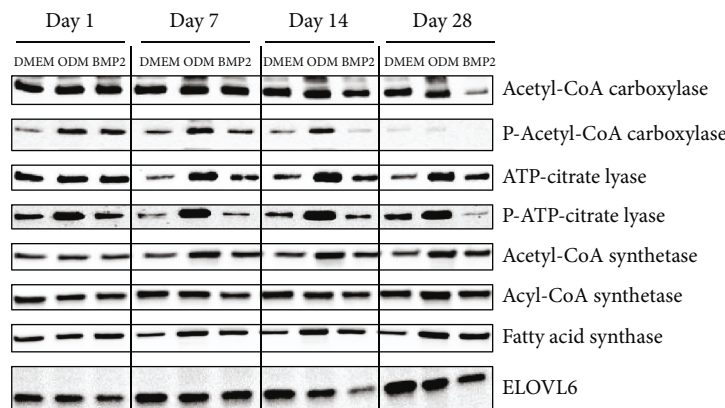 Day 1 Day 7 Day 14 Day 28
DMEM ODM BMP2 DMEM ODM BMP2 DMEM ODM BMP2 DMEM ODM BMP2
Acetyl-CoA carboxylase
P-Acetyl-CoA carboxylase
ATP-citrate lyase
P-ATP-citrate lyase
Acetyl-CoA synthetase
Acyl-CoA synthetase
Fatty acid synthase
ELOVL6